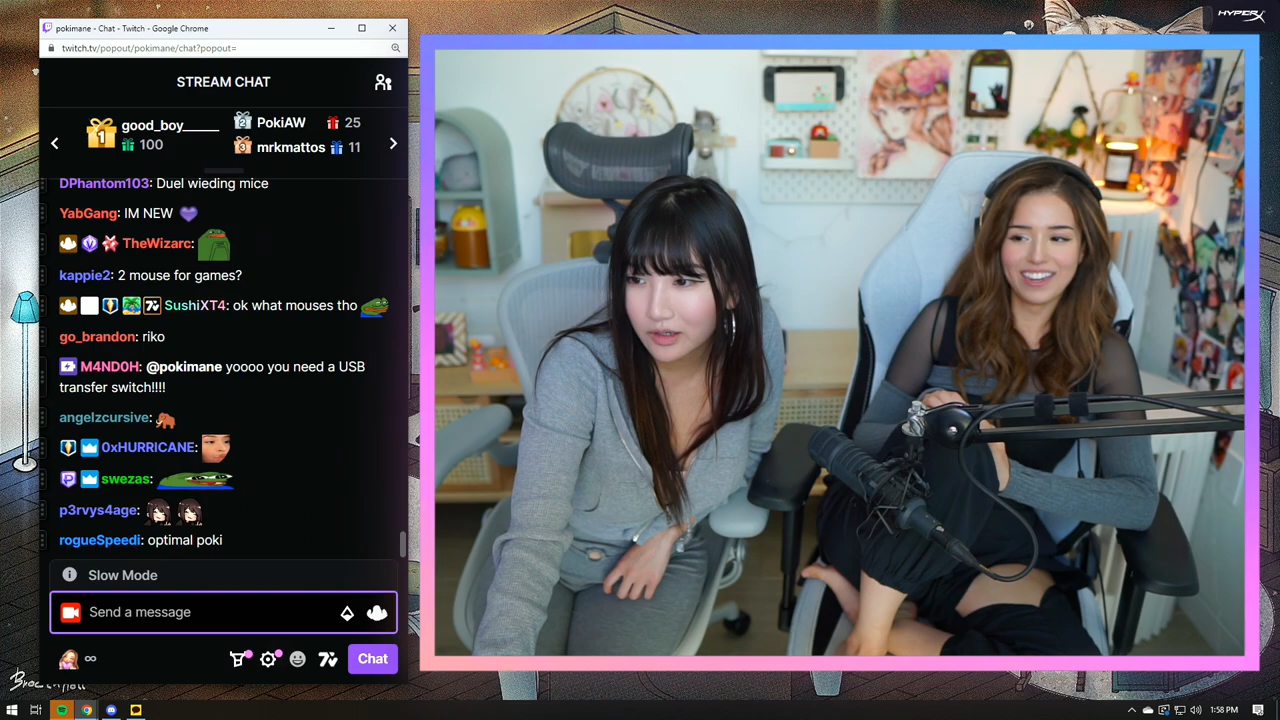 pokimane - Chat - Twitch - Google Chrome
twitch.tv/popout/pokimane/chat?popout=
HYPERX
STREAM CHAT
1 good_boy_____ 100
2 PokiAW 25
3 mrkmattos 11
DPhantom103: Duel wieding mice
YabGang: IM NEW
TheWizarc:
kappie2: 2 mouse for games?
SushiXT4: ok what mouses tho
go_brandon: riko
M4ND0H: @pokimane yoooo you need a USB
transfer switch!!!!
angelzcursive:
0xHURRICANE:
swezas:
p3rvys4age:
rogueSpeedi: optimal poki
Slow Mode
Send a message
∞
Chat
1:58 PM